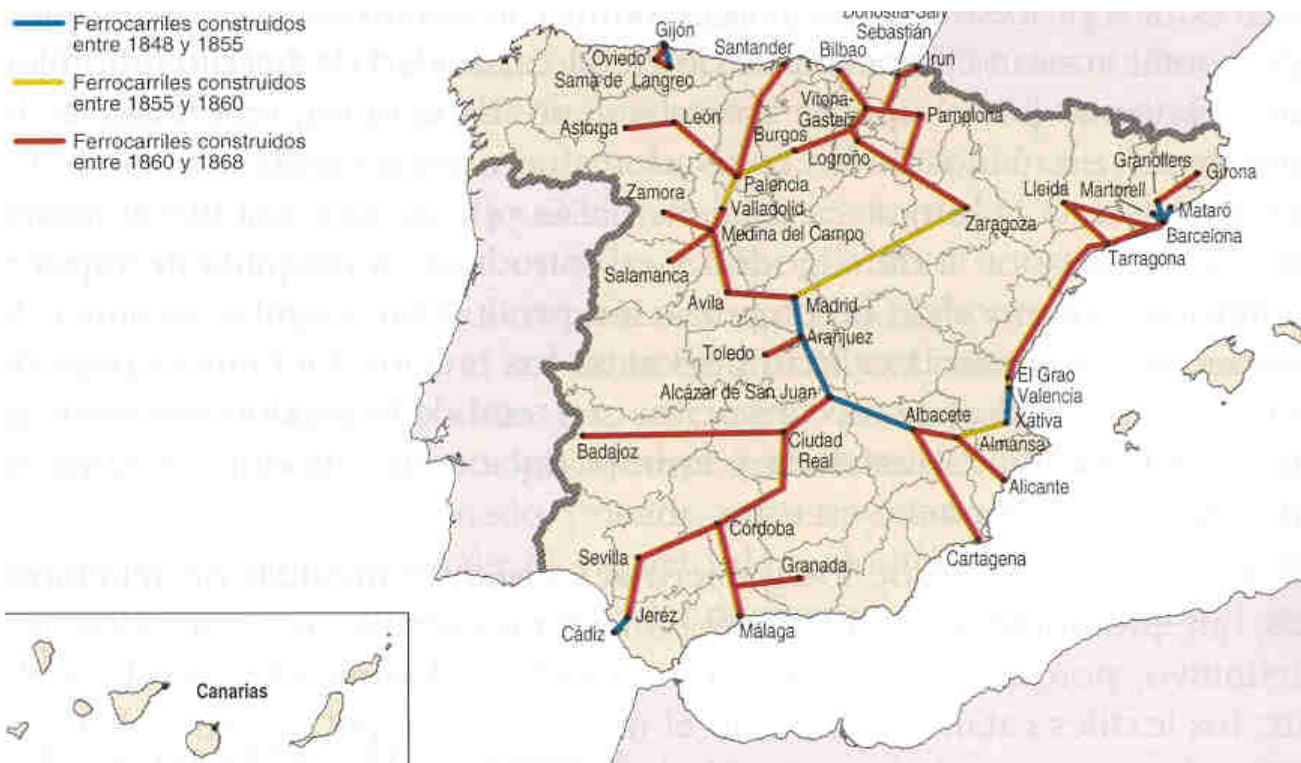 Ferrocarriles construidos
entre 1848 y 1855
Ferrocarriles construidos
entre 1855 y 1860
Ferrocarriles construidos
entre 1860 y 1868
Gijón
Oviedo
Sama de Langreo
Santander
Bilbao
Sebastián
Irun
Vitoria-
Gasteiz
Pamplona
Astorga
León
Burgos
Logroño
Granollers
Girona
Palencia
Lleida
Martorell
Zamora
Valladolid
Zaragoza
Mataró
Medina del Campo
Barcelona
Salamanca
Tarragona
Ávila
Madrid
Aranjuez
Toledo
Alcázar de San Juan
El Grao
Valencia
Albacete
Xátiva
Badajoz
Ciudad
Real
Almansa
Alicante
Córdoba
Cartagena
Sevilla
Granada
Jerez
Cádiz
Málaga
Canarias